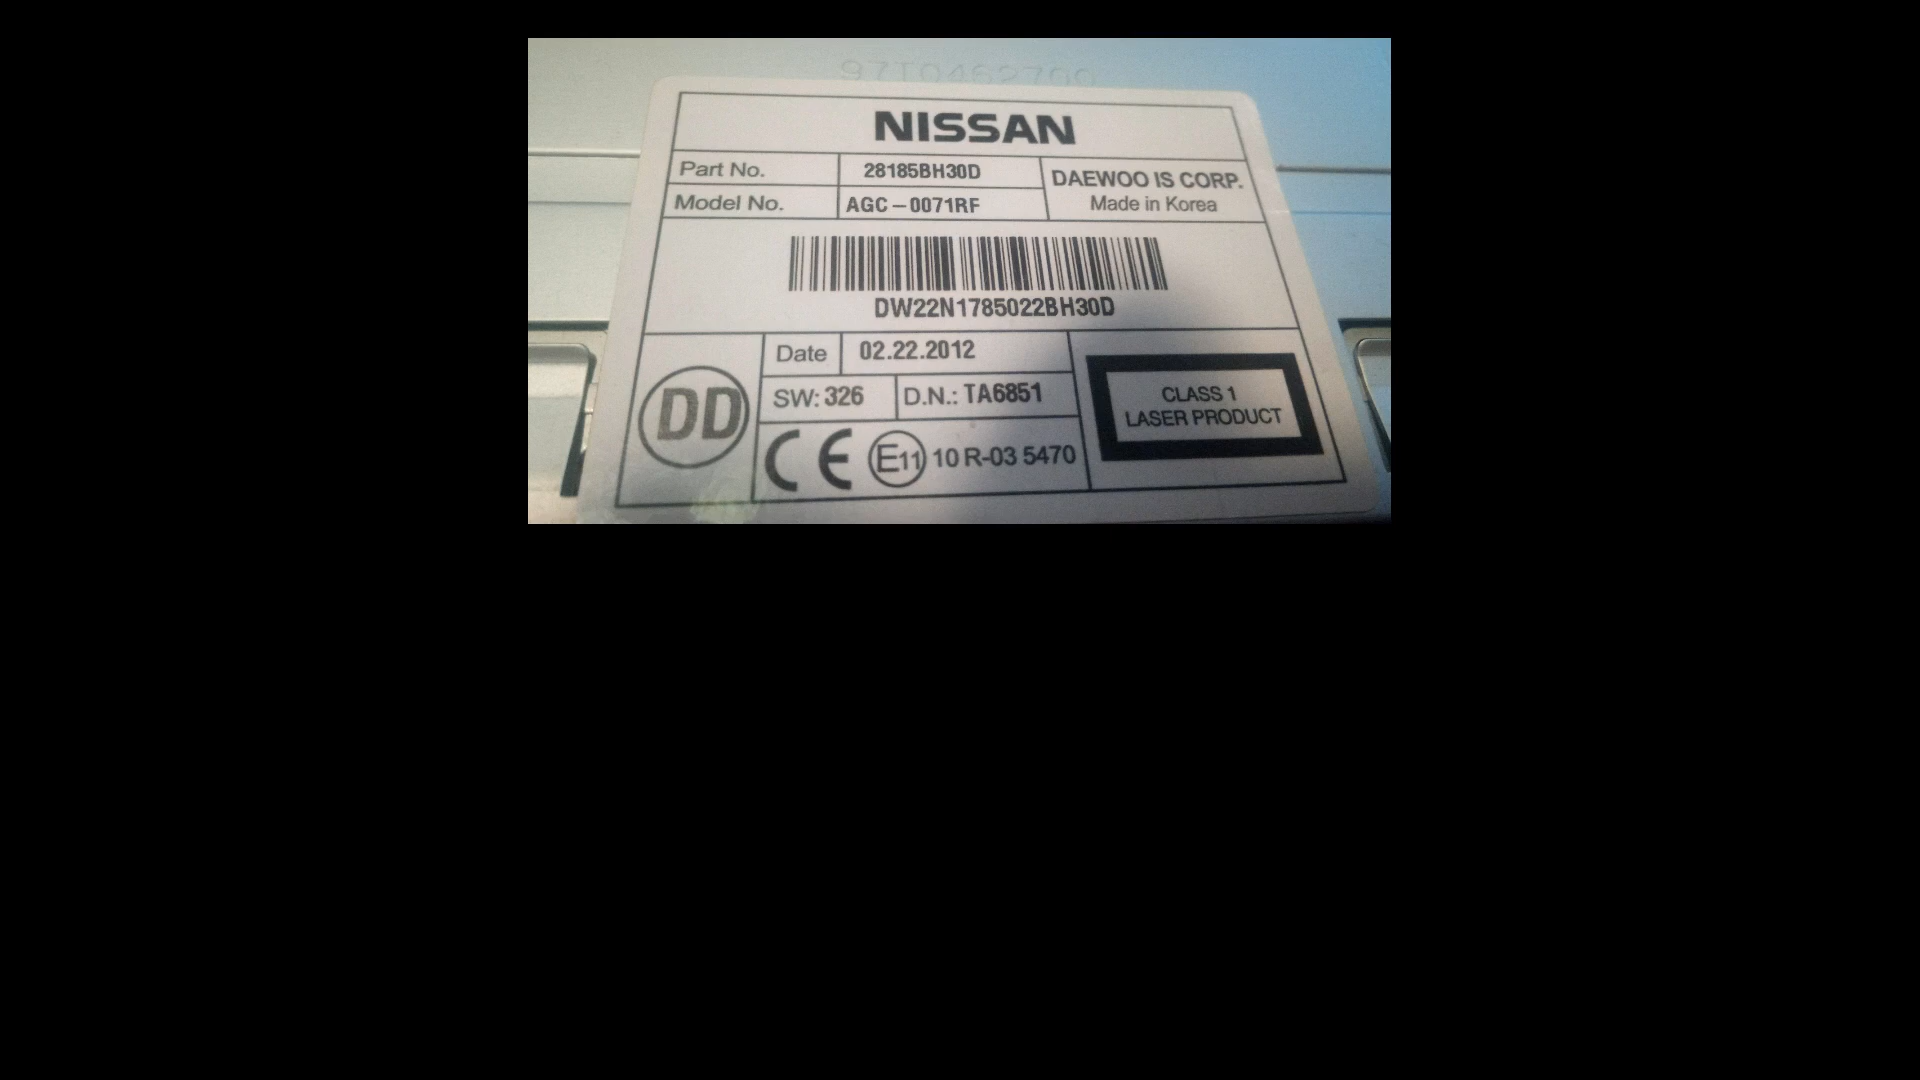 97T0462700
NISSAN
Part No. 28185BH30D
DAEWOO IS CORP.
Model No. AGC-0071RF
Made in Korea
DW22N1785022BH30D
DD
Date 02.22.2012
SW: 326 D.N.: TA6851
CE E11 10 R-03 5470
CLASS 1
LASER PRODUCT